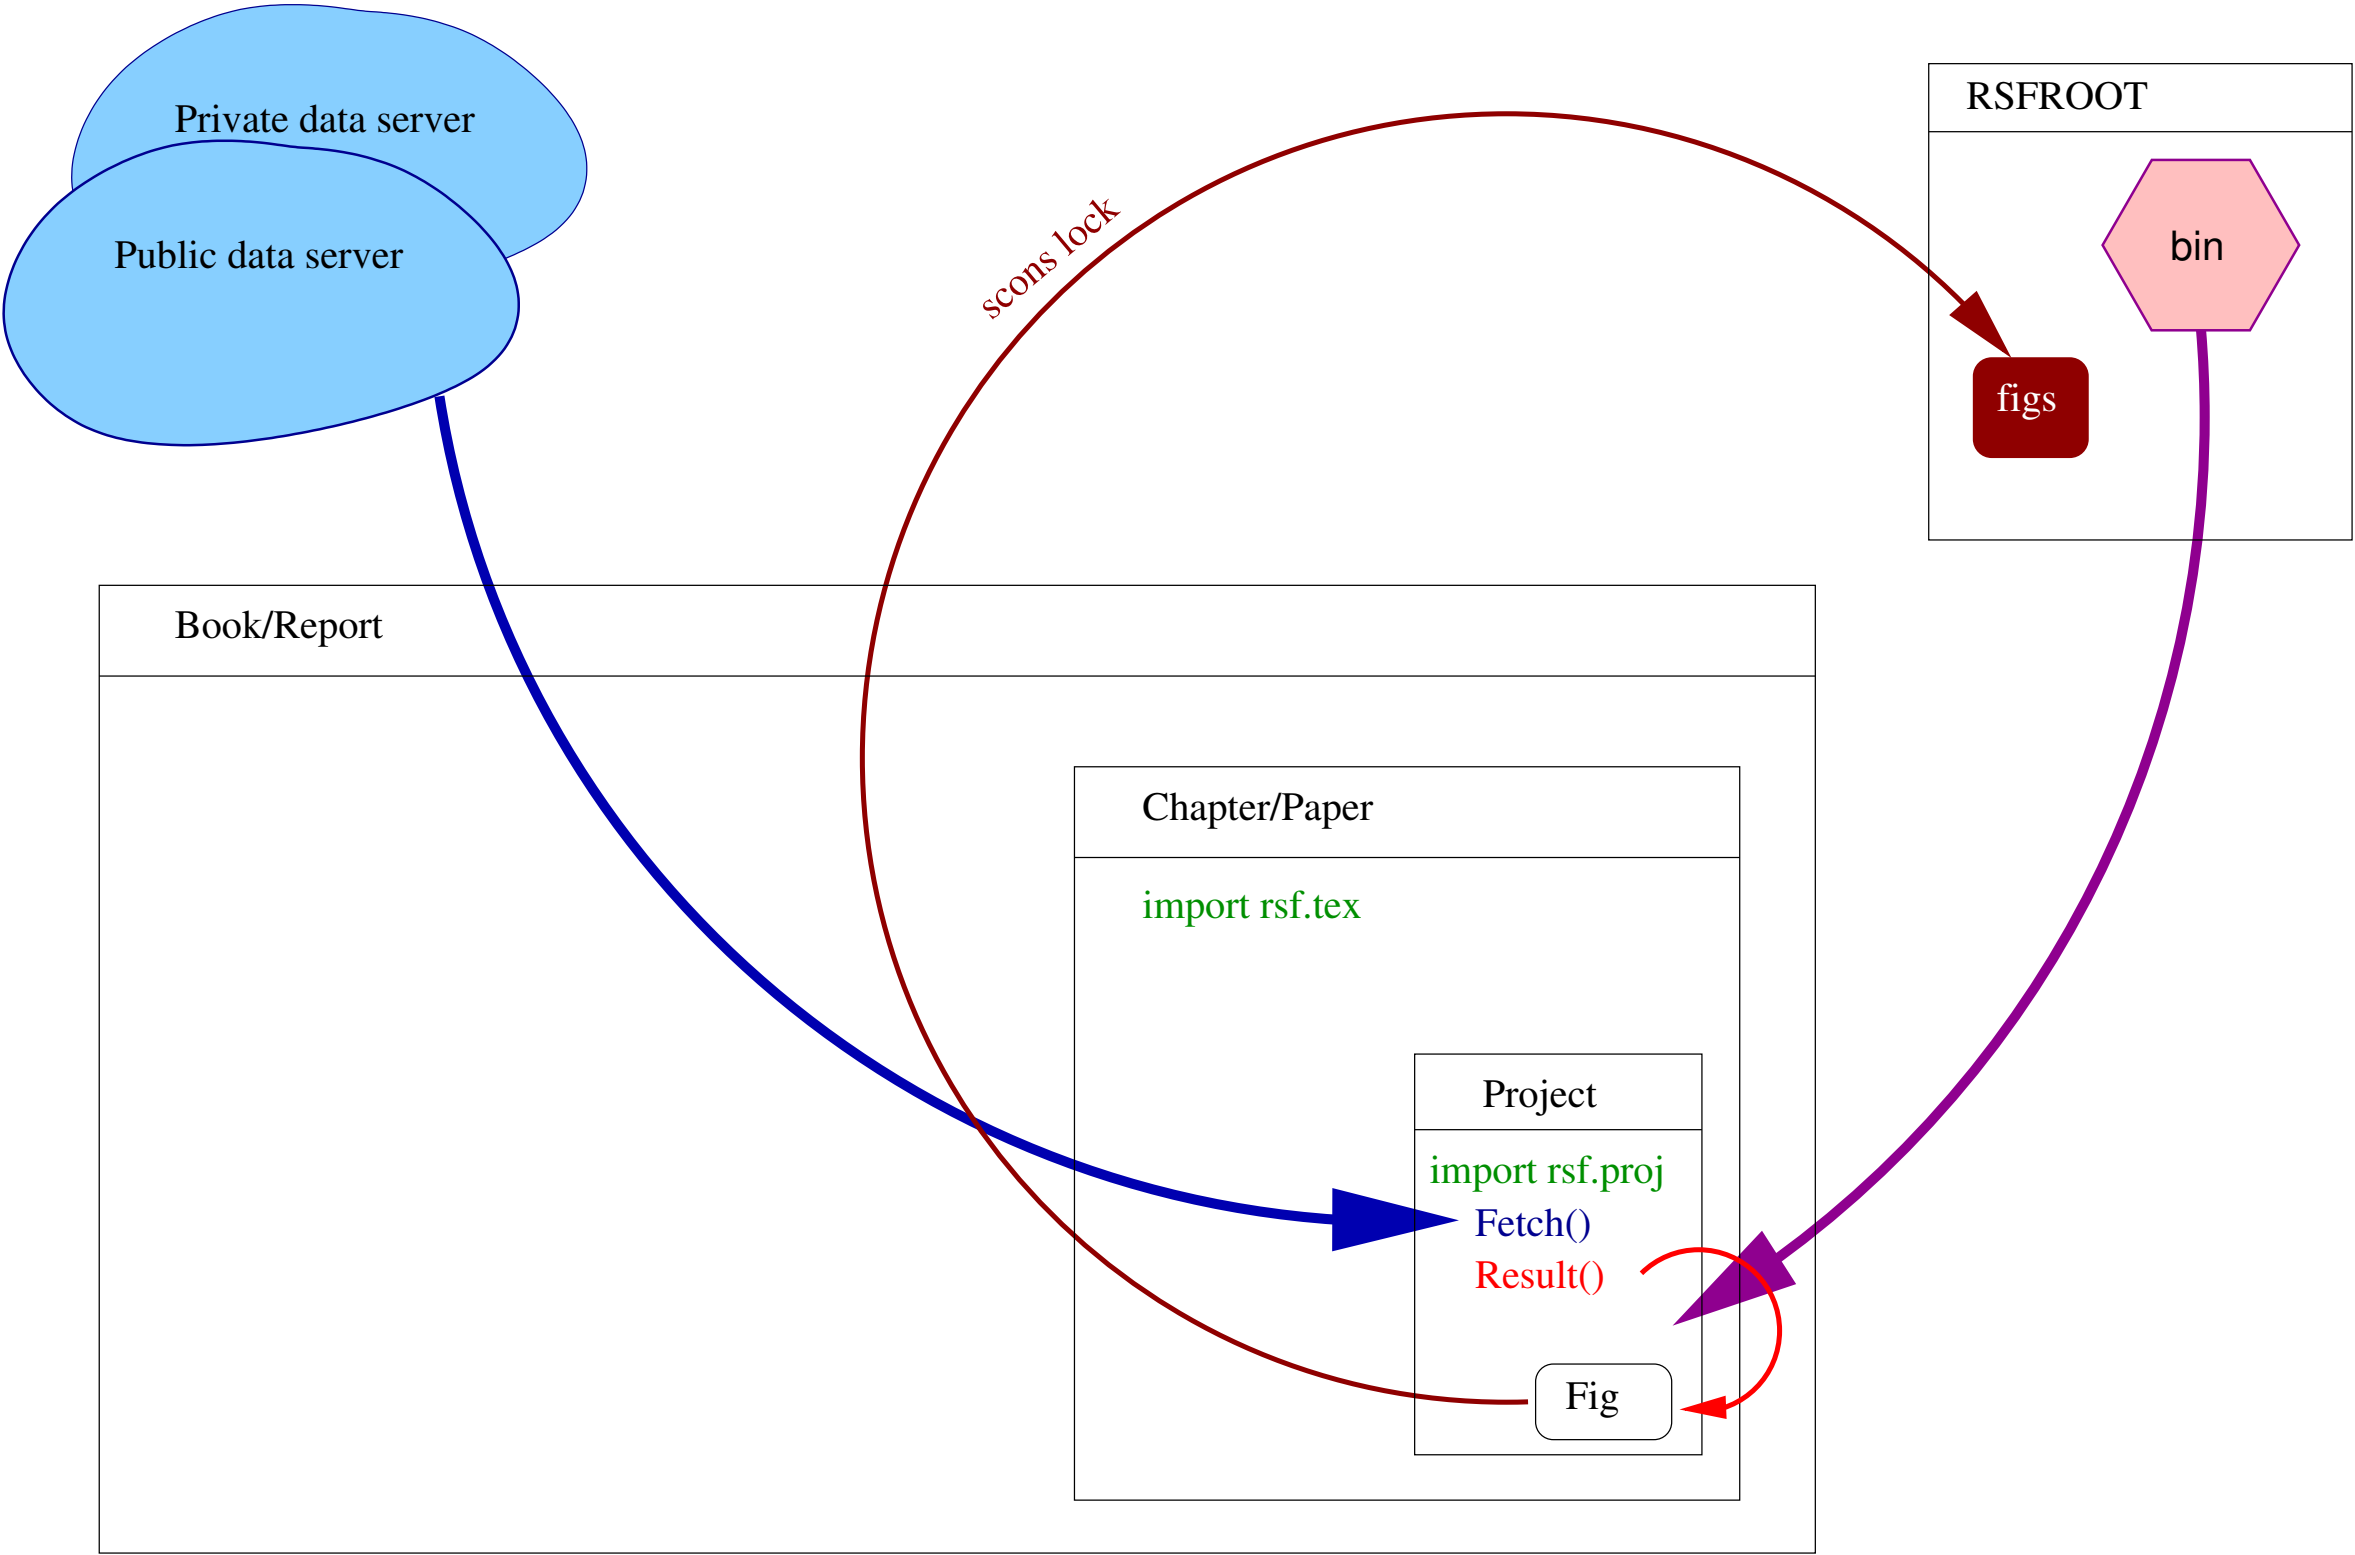 Private data server
Public data server
scons lock
RSFROOT
bin
figs
Book/Report
Chapter/Paper
import rsf.tex
Project
import rsf.proj
Fetch()
Result()
Fig